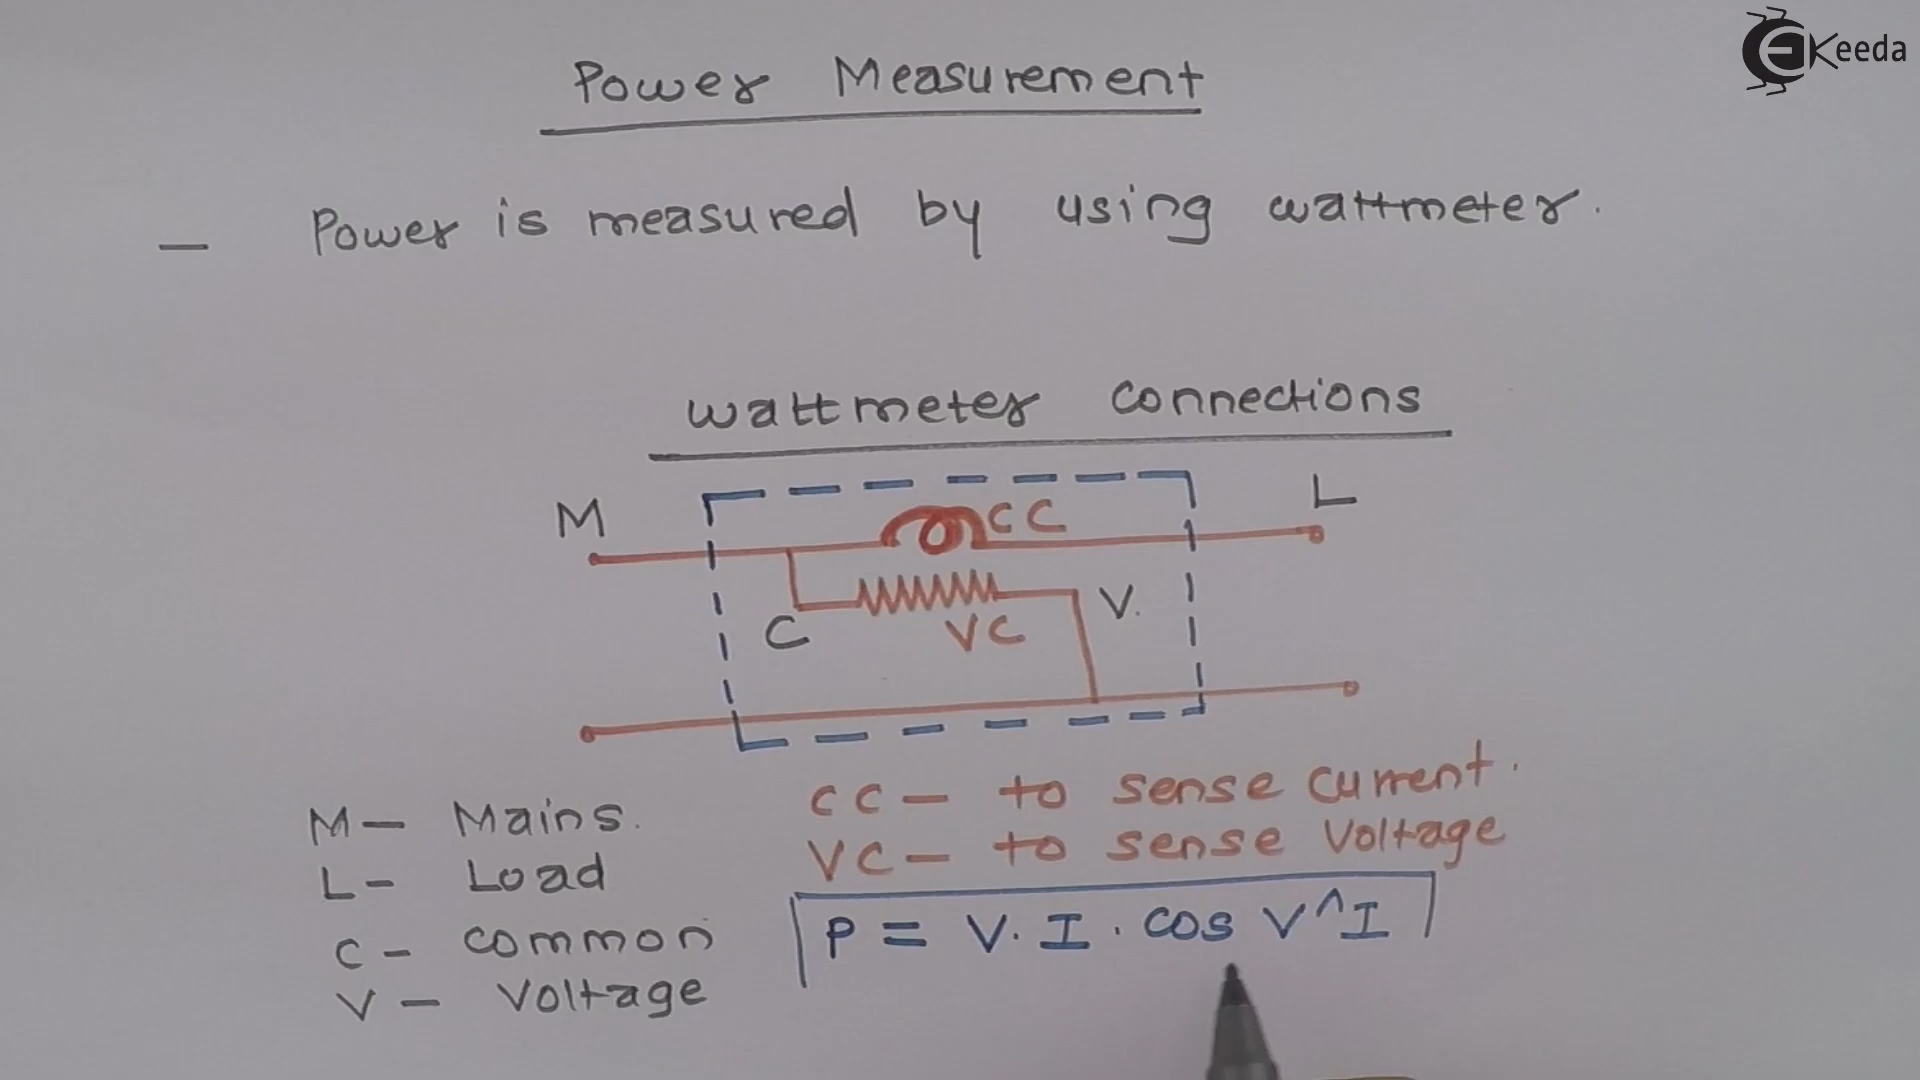 EKeeda
Power Measurement
— Power is measured by using wattmeter.
Wattmeter Connections
M
L
CC
C
VC
V.
M - Mains.
L - Load
C - Common
V - Voltage
CC - to sense current.
VC - to sense Voltage
P = V. I . cos V^I